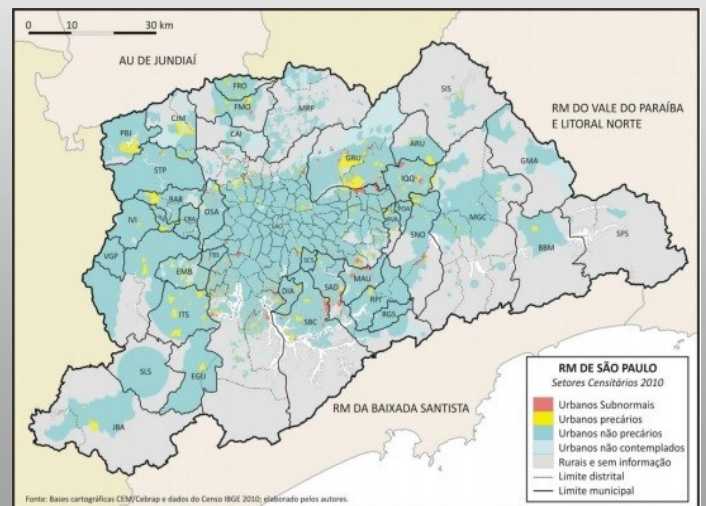 0 10 30 km
AU DE JUNDIAÍ
RM DO VALE DO PARAÍBA
E LITORAL NORTE
FRO
FMO
MRP
SIS
CJM
PBJ
CAI
STP
GRU
ARU
GMA
IQQ
BAR
OSA
IVI
MGC
SNO
BBM
SPS
VGP
EMB
TBS
SCS
MAU
DIA
SAD
ITS
SBC
RPI
RGS
SLS
EGU
JBA
RM DA BAIXADA SANTISTA
RM DE SÃO PAULO
Setores Censitários 2010
Urbanos Subnormais
Urbanos precários
Urbanos não precários
Urbanos não contemplados
Rurais e sem informação
Limite distrital
Limite municipal
Fonte: Bases cartográficas CEM/Cebrap e dados do Censo IBGE 2010; elaborado pelos autores.